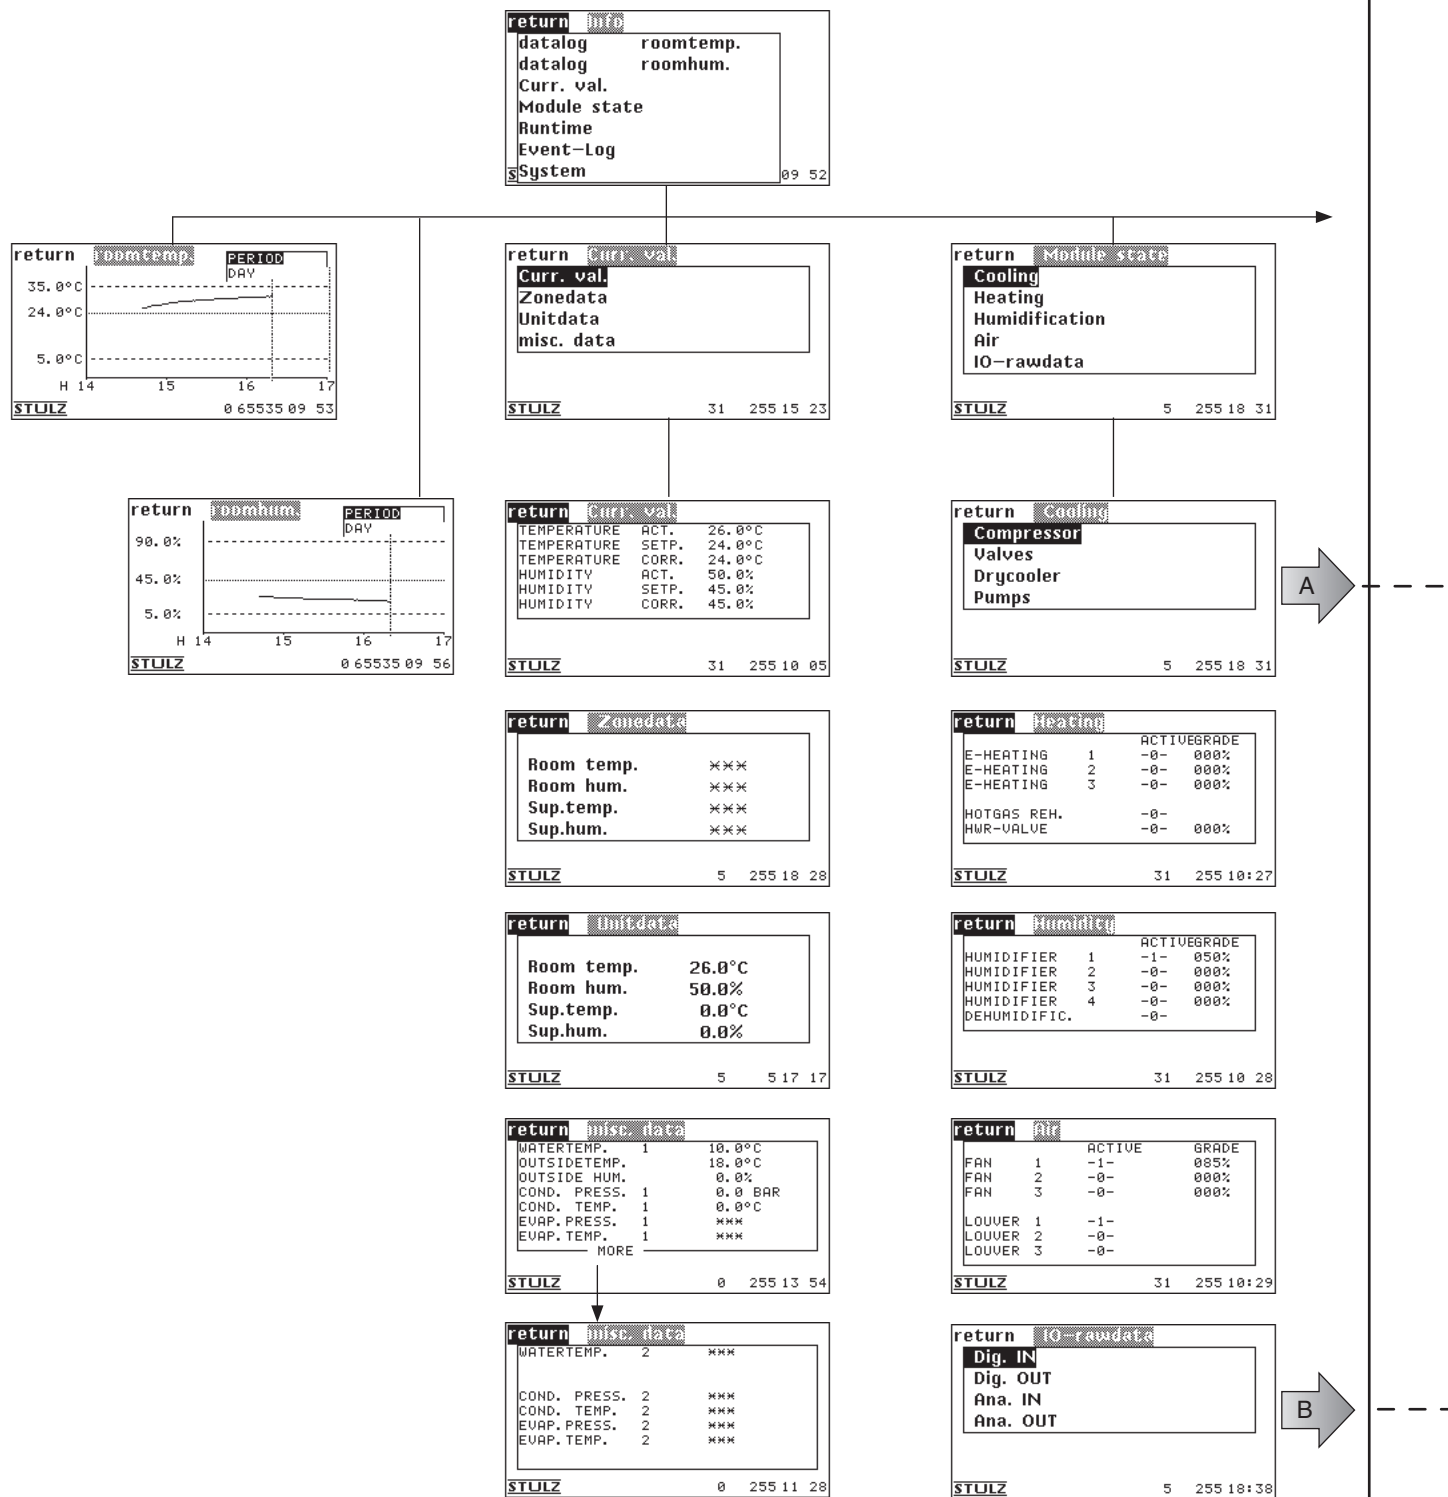 return Info
datalog roomtemp.
datalog roomhum.
Curr. val.
Module state
Runtime
Event-Log
System
S 09 52
return roomtemp.
PERIOD
DAY
35.0°C
24.0°C
5.0°C
H 14 15 16 17
STULZ 0 65535 09 53
return roomhum.
PERIOD
DAY
90.0%
45.0%
5.0%
H 14 15 16 17
STULZ 0 65535 09 56
return Curr. val.
Curr. val.
Zonedata
Unitdata
misc. data
STULZ 31 255 15 23
return Curr. val.
TEMPERATURE ACT. 26.0°C
TEMPERATURE SETP. 24.0°C
TEMPERATURE CORR. 24.0°C
HUMIDITY ACT. 50.0%
HUMIDITY SETP. 45.0%
HUMIDITY CORR. 45.0%
STULZ 31 255 10 05
return Zonedata
Room temp. ***
Room hum. ***
Sup.temp. ***
Sup.hum. ***
STULZ 5 255 18 28
return Unitdata
Room temp. 26.0°C
Room hum. 50.0%
Sup.temp. 0.0°C
Sup.hum. 0.0%
STULZ 5 5 17 17
return misc. data
WATERTEMP. 1 10.0°C
OUTSIDETEMP. 18.0°C
OUTSIDE HUM. 0.0%
COND. PRESS. 1 0.0 BAR
COND. TEMP. 1 0.0°C
EVAP.PRESS. 1 ***
EVAP.TEMP. 1 ***
MORE
STULZ 0 255 13 54
return misc. data
WATERTEMP. 2 ***
COND. PRESS. 2 ***
COND. TEMP. 2 ***
EVAP.PRESS. 2 ***
EVAP.TEMP. 2 ***
STULZ 0 255 11 28
return Module state
Cooling
Heating
Humidification
Air
IO-rawdata
STULZ 5 255 18 31
return Cooling
Compressor
Valves
Drycooler
Pumps
STULZ 5 255 18 31
A
return Heating
ACTIVEGRADE
E-HEATING 1 -0- 000%
E-HEATING 2 -0- 000%
E-HEATING 3 -0- 000%
HOTGAS REH. -0-
HWR-VALVE -0- 000%
STULZ 31 255 10:27
return Humidity
ACTIVEGRADE
HUMIDIFIER 1 -1- 050%
HUMIDIFIER 2 -0- 000%
HUMIDIFIER 3 -0- 000%
HUMIDIFIER 4 -0- 000%
DEHUMIDIFIC. -0-
STULZ 31 255 10 28
return Air
ACTIVE GRADE
FAN 1 -1- 085%
FAN 2 -0- 000%
FAN 3 -0- 000%
LOUVER 1 -1-
LOUVER 2 -0-
LOUVER 3 -0-
STULZ 31 255 10:29
return IO-rawdata
Dig. IN
Dig. OUT
Ana. IN
Ana. OUT
STULZ 5 255 18:38
B